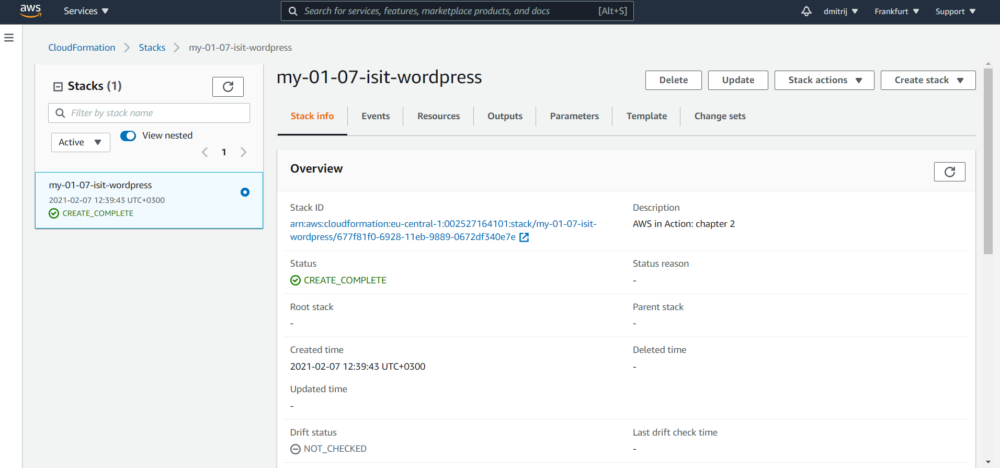 aws
Services
Search for services, features, marketplace products, and docs [Alt+S]
dmitrij
Frankfurt
Support
CloudFormation
Stacks
my-01-07-isit-wordpress
Stacks (1)
Filter by stack name
Active
View nested
1
my-01-07-isit-wordpress
2021-02-07 12:39:43 UTC+0300
CREATE_COMPLETE
my-01-07-isit-wordpress
Delete
Update
Stack actions
Create stack
Stack info
Events
Resources
Outputs
Parameters
Template
Change sets
Overview
Stack ID
arn:aws:cloudformation:eu-central-1:002527164101:stack/my-01-07-isit-
wordpress/677f81f0-6928-11eb-9889-0672df340e7e
Description
AWS in Action: chapter 2
Status
CREATE_COMPLETE
Status reason
-
Root stack
-
Parent stack
-
Created time
2021-02-07 12:39:43 UTC+0300
Deleted time
-
Updated time
-
Drift status
NOT_CHECKED
Last drift check time
-